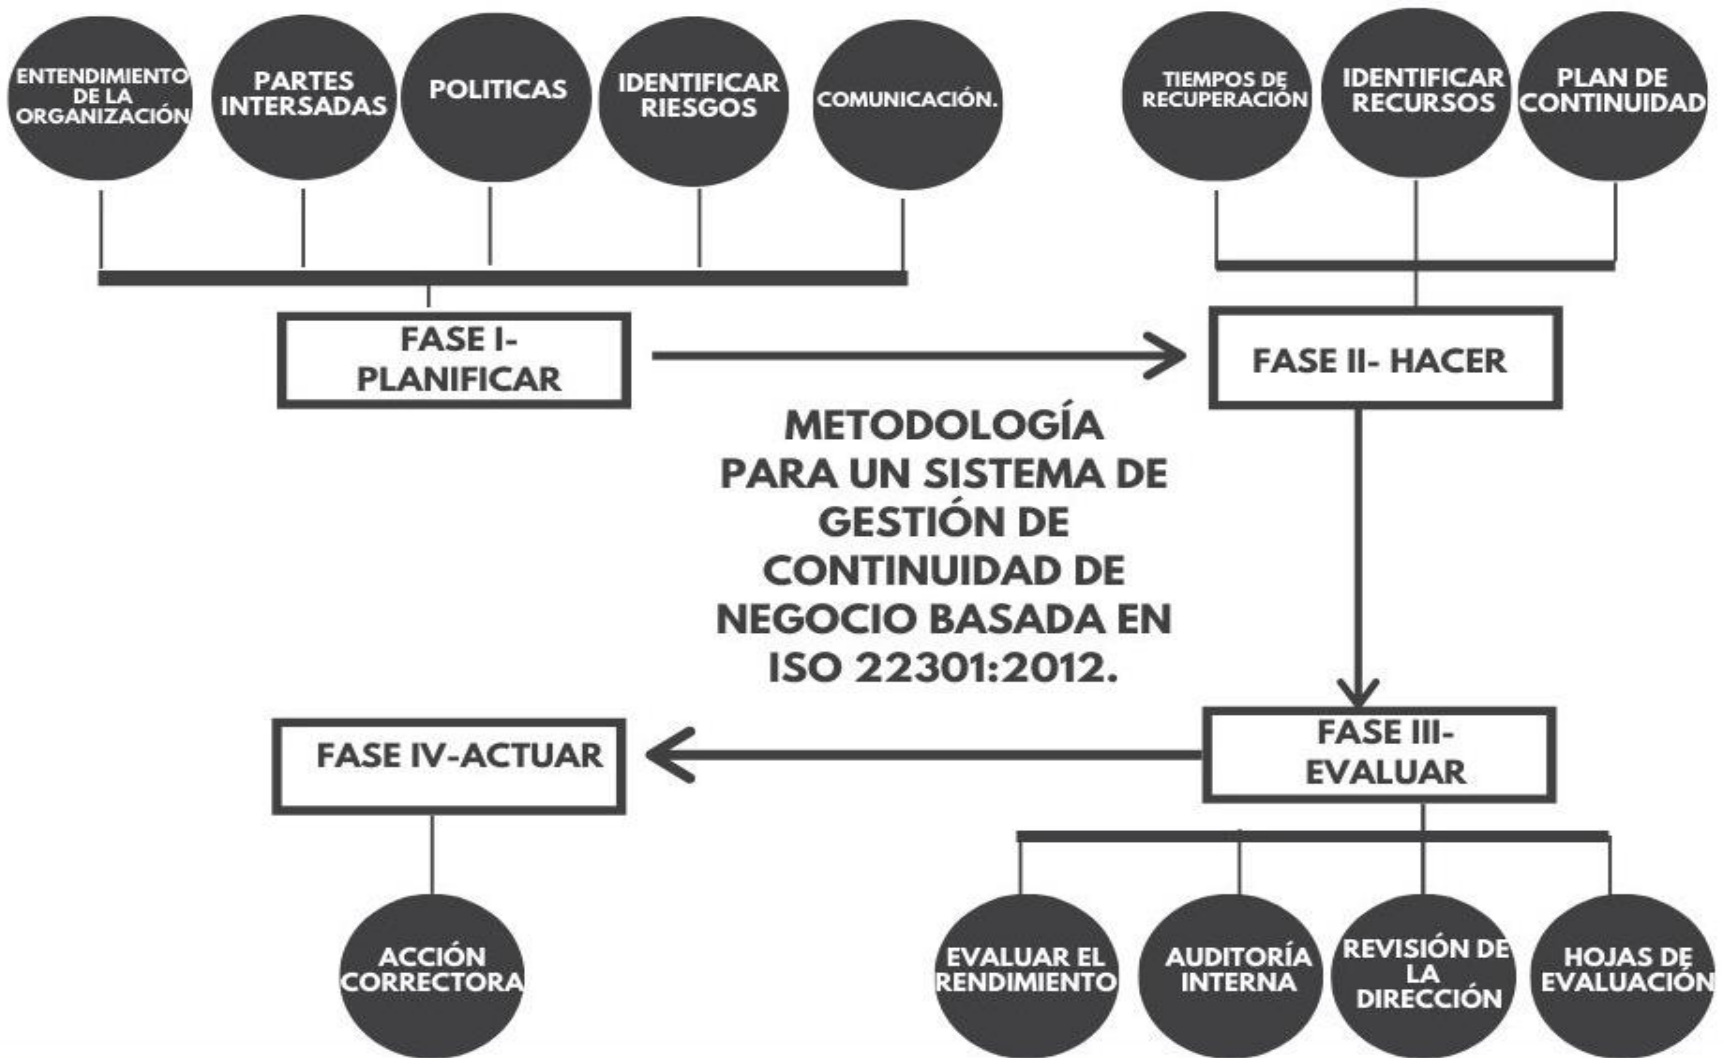 ENTENDIMIENTO
DE LA
ORGANIZACIÓN
PARTES
INTERSADAS
POLITICAS
IDENTIFICAR
RIESGOS
COMUNICACIÓN.
TIEMPOS DE
RECUPERACIÓN
IDENTIFICAR
RECURSOS
PLAN DE
CONTINUIDAD
FASE I-
PLANIFICAR
FASE II- HACER
METODOLOGÍA
PARA UN SISTEMA DE
GESTIÓN DE
CONTINUIDAD DE
NEGOCIO BASADA EN
ISO 22301:2012.
FASE IV-ACTUAR
FASE III-
EVALUAR
ACCIÓN
CORRECTORA
EVALUAR EL
RENDIMIENTO
AUDITORÍA
INTERNA
REVISIÓN DE
LA
DIRECCIÓN
HOJAS DE
EVALUACIÓN